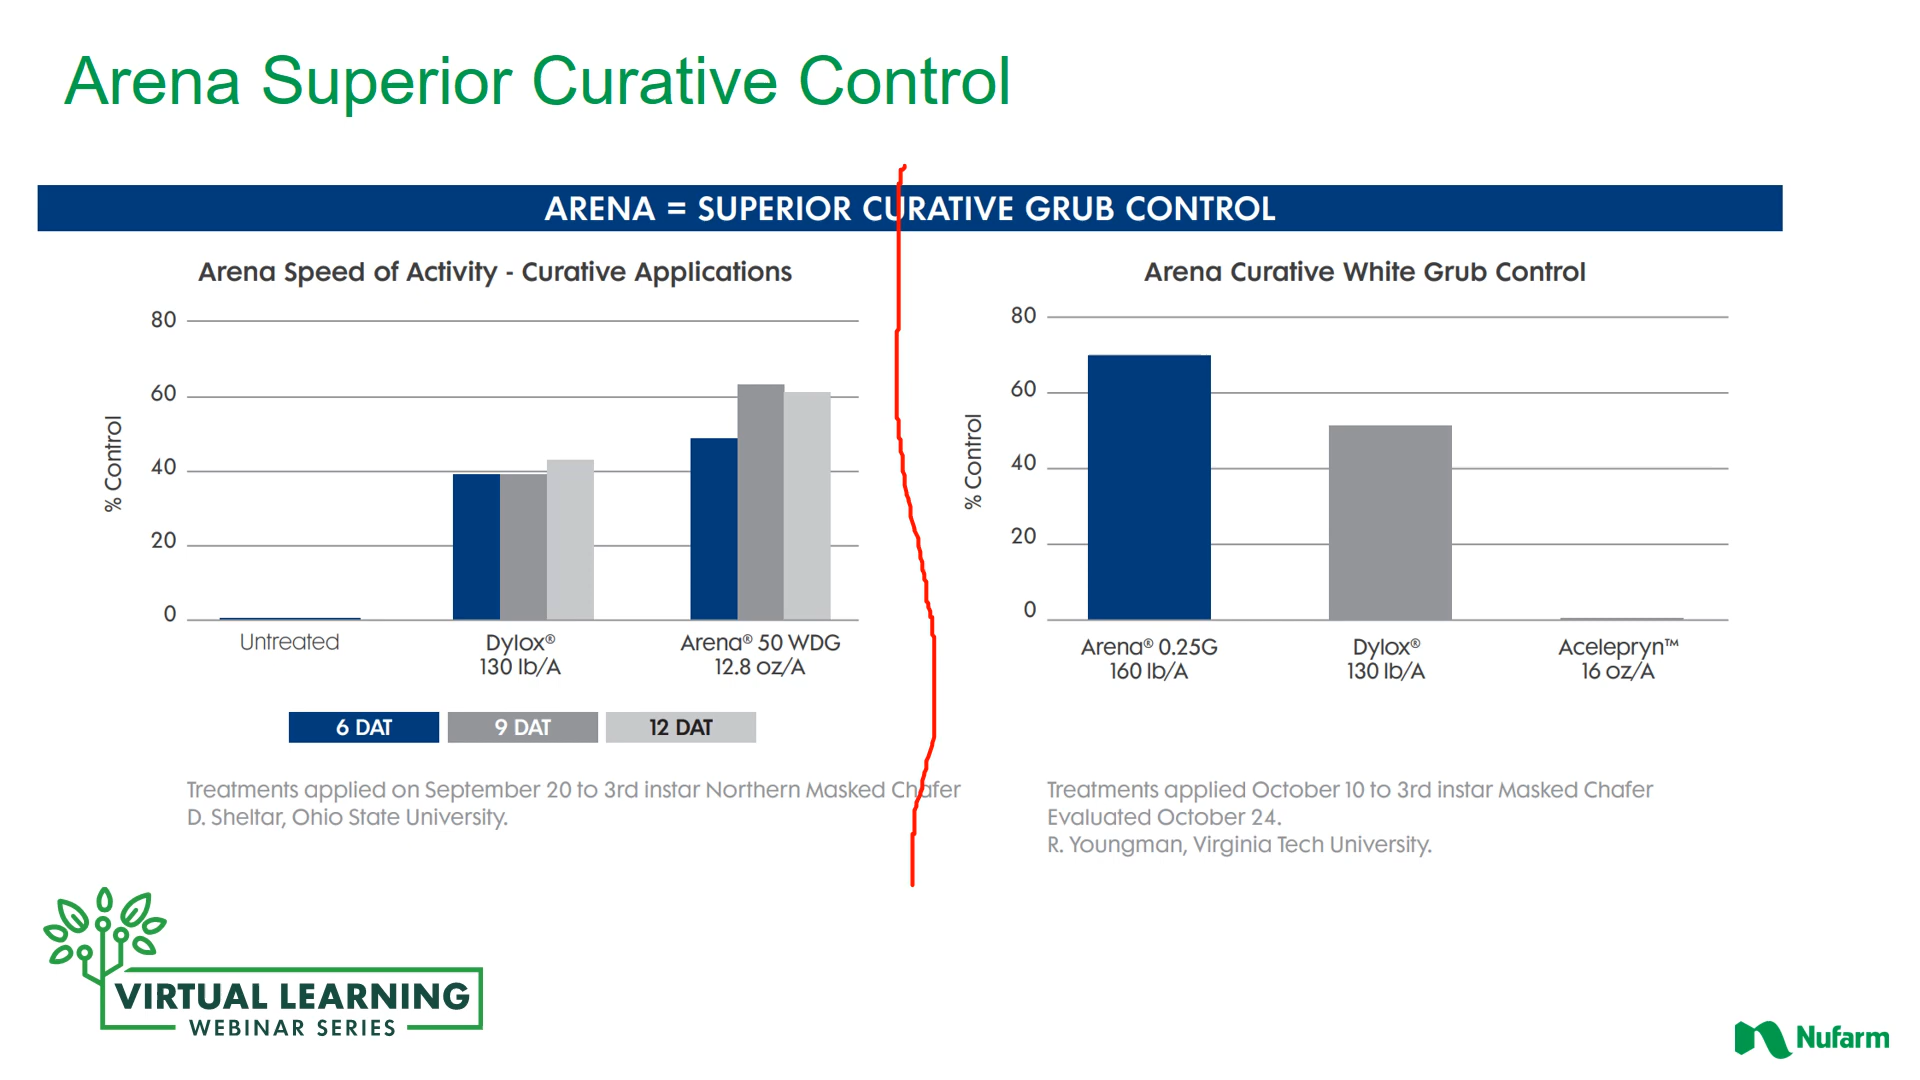 Arena Superior Curative Control
ARENA = SUPERIOR CURATIVE GRUB CONTROL
Arena Speed of Activity - Curative Applications
% Control
80
60
40
20
0
Untreated
Dylox®
130 lb/A
Arena® 50 WDG
12.8 oz/A
6 DAT
9 DAT
12 DAT
Treatments applied on September 20 to 3rd instar Northern Masked Chafer
D. Sheltar, Ohio State University.
Arena Curative White Grub Control
% Control
80
60
40
20
0
Arena® 0.25G
160 lb/A
Dylox®
130 lb/A
Acelepryn™
16 oz/A
Treatments applied October 10 to 3rd instar Masked Chafer
Evaluated October 24.
R. Youngman, Virginia Tech University.
VIRTUAL LEARNING
WEBINAR SERIES
Nufarm